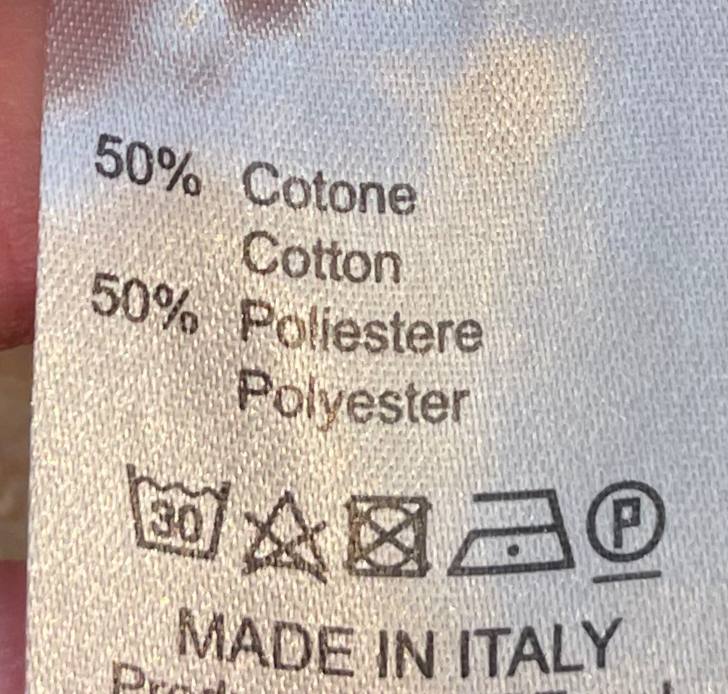 50% Cotone
Cotton
50% Poliestere
Polyester
30 P
MADE IN ITALY